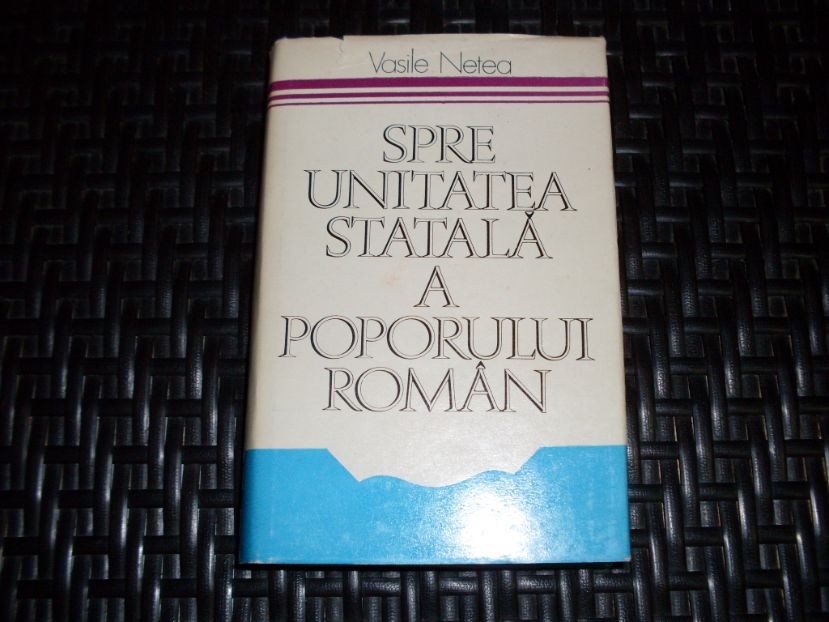 Vasile Netea
SPRE
UNITATEA
STATALĂ
A
POPORULUI
ROMÂN